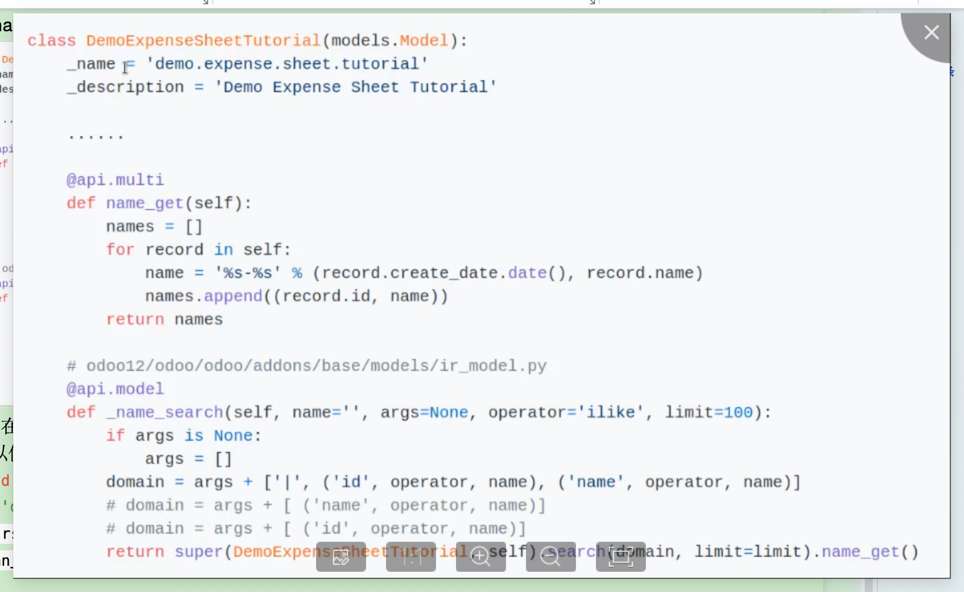 class DemoExpenseSheetTutorial(models.Model):
    _name = 'demo.expense.sheet.tutorial'
    _description = 'Demo Expense Sheet Tutorial'

    ......

    @api.multi
    def name_get(self):
        names = []
        for record in self:
            name = '%s-%s' % (record.create_date.date(), record.name)
            names.append((record.id, name))
        return names

    # odoo12/odoo/odoo/addons/base/models/ir_model.py
    @api.model
    def _name_search(self, name='', args=None, operator='ilike', limit=100):
        if args is None:
            args = []
        domain = args + ['|', ('id', operator, name), ('name', operator, name)]
        # domain = args + [ ('name', operator, name)]
        # domain = args + [ ('id', operator, name)]
        return super(DemoExpenseSheetTutorial, self).search(domain, limit=limit).name_get()